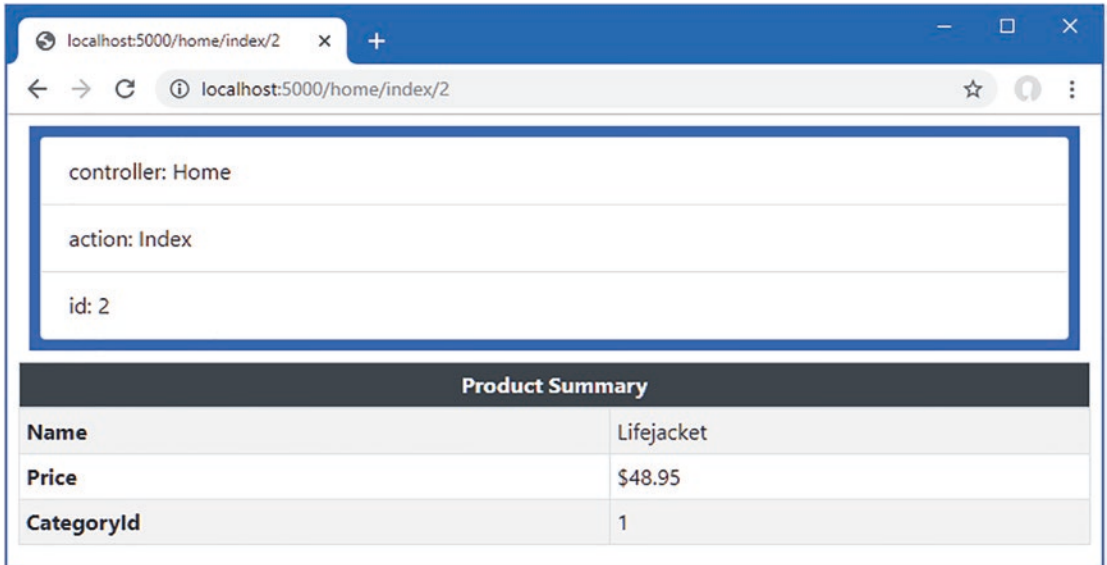 localhost:5000/home/index/2
localhost:5000/home/index/2
controller: Home
action: Index
id: 2
Product Summary
Name Lifejacket
Price $48.95
CategoryId 1